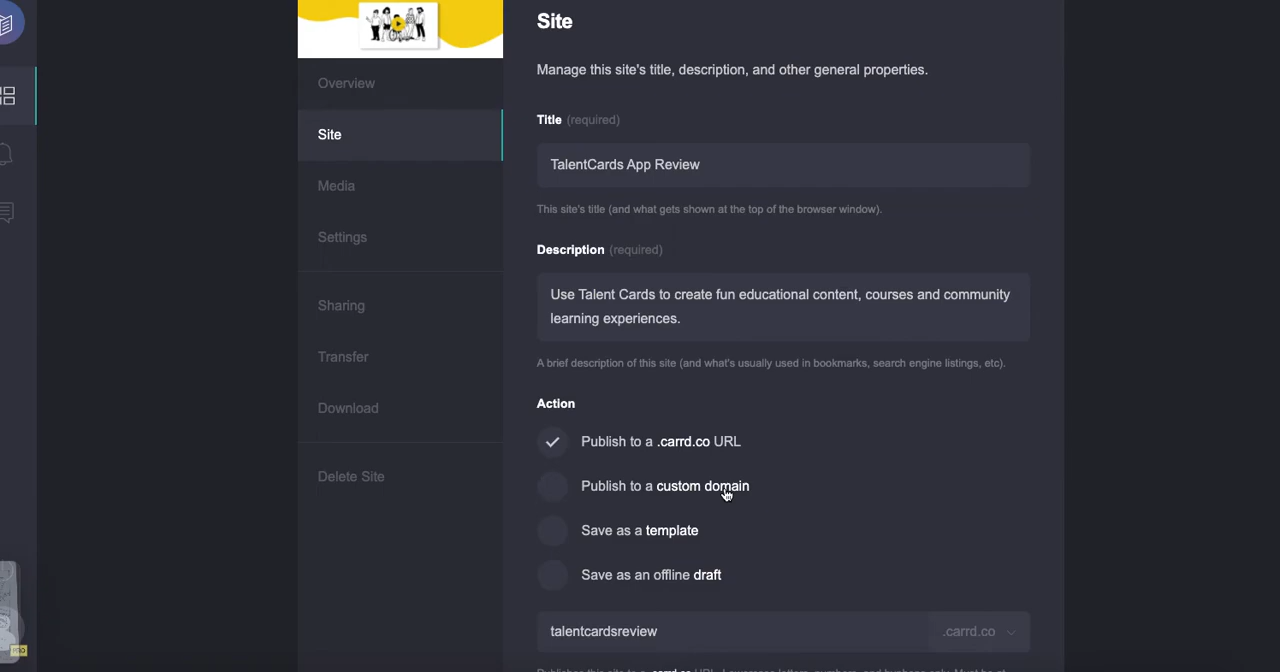 Site
Manage this site's title, description, and other general properties.
Overview
Site
Media
Settings
Sharing
Transfer
Download
Delete Site
Title (required)
TalentCards App Review
This site's title (and what gets shown at the top of the browser window).
Description (required)
Use Talent Cards to create fun educational content, courses and community
learning experiences.
A brief description of this site (and what's usually used in bookmarks, search engine listings, etc).
Action
Publish to a .carrd.co URL
Publish to a custom domain
Save as a template
Save as an offline draft
talentcardsreview
.carrd.co